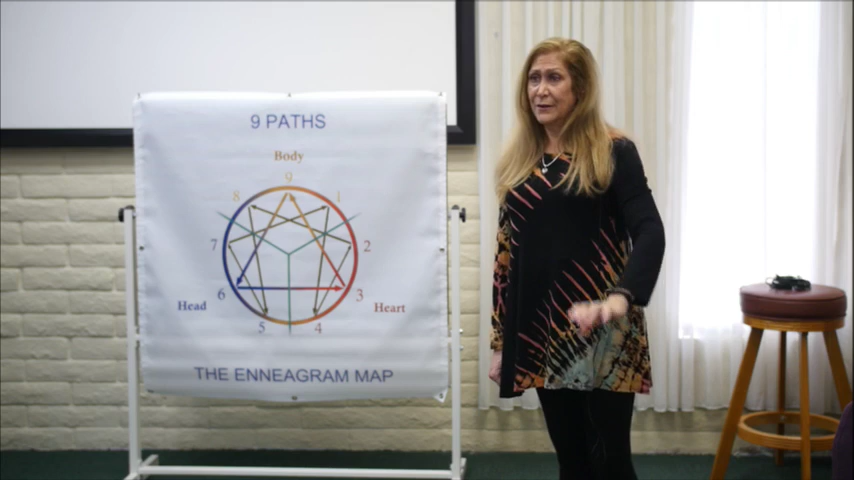 9 PATHS
Body
9
8 1
7 2
6 3
Head Heart
5 4
THE ENNEAGRAM MAP